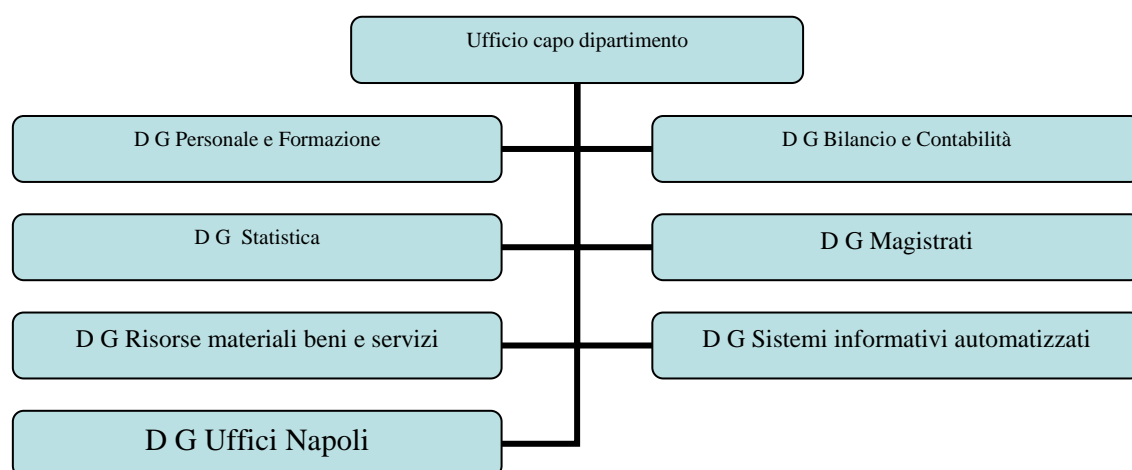 Ufficio capo dipartimento
D G Personale e Formazione
D G Bilancio e Contabilità
D G Statistica
D G Magistrati
D G Risorse materiali beni e servizi
D G Sistemi informativi automatizzati
D G Uffici Napoli